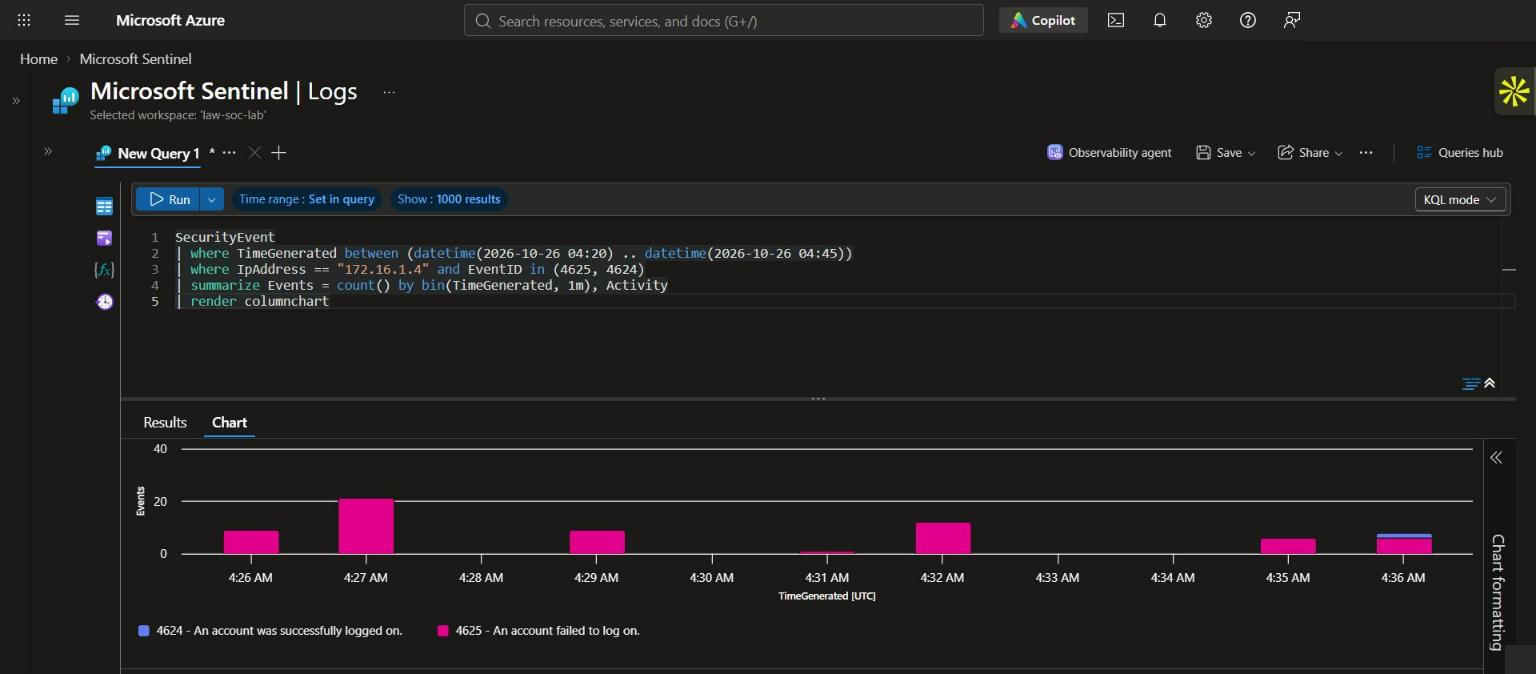 Microsoft Azure
Search resources, services, and docs (G+/)
Copilot
Home > Microsoft Sentinel
Microsoft Sentinel | Logs ...
Selected workspace: 'law-soc-lab'
New Query 1 * ...
Observability agent
Save
Share
...
Queries hub
Run
Time range : Set in query
Show : 1000 results
KQL mode
1 SecurityEvent
2 | where TimeGenerated between (datetime(2026-10-26 04:20) .. datetime(2026-10-26 04:45))
3 | where IpAddress == "172.16.1.4" and EventID in (4625, 4624)
4 | summarize Events = count() by bin(TimeGenerated, 1m), Activity
5 | render columnchart
{fx}
Results Chart
40
20
0
Events
4:26 AM 4:27 AM 4:28 AM 4:29 AM 4:30 AM 4:31 AM 4:32 AM 4:33 AM 4:34 AM 4:35 AM 4:36 AM
TimeGenerated [UTC]
4624 - An account was successfully logged on. 4625 - An account failed to log on.
Chart formatting